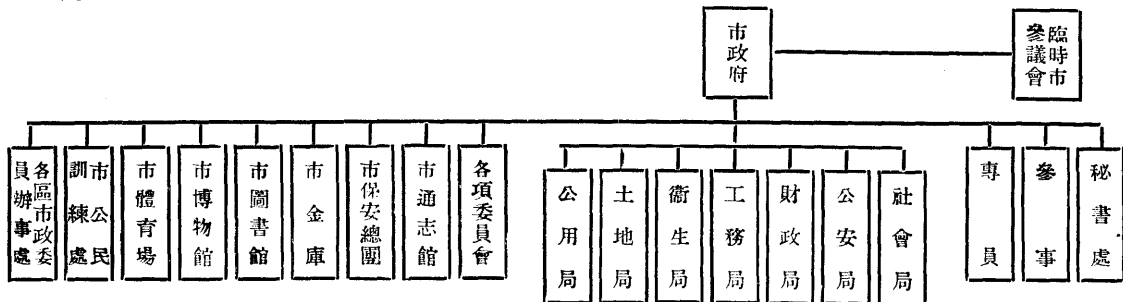 臨時市
參議會
市政府
秘書處
參事
專員
社會局
公安局
財政局
工務局
衞生局
土地局
公用局
各項委員會
市通志館
市保安總團
市金庫
市圖書館
市博物館
市體育場
市公民
訓練處
各區市政委
員辦事處